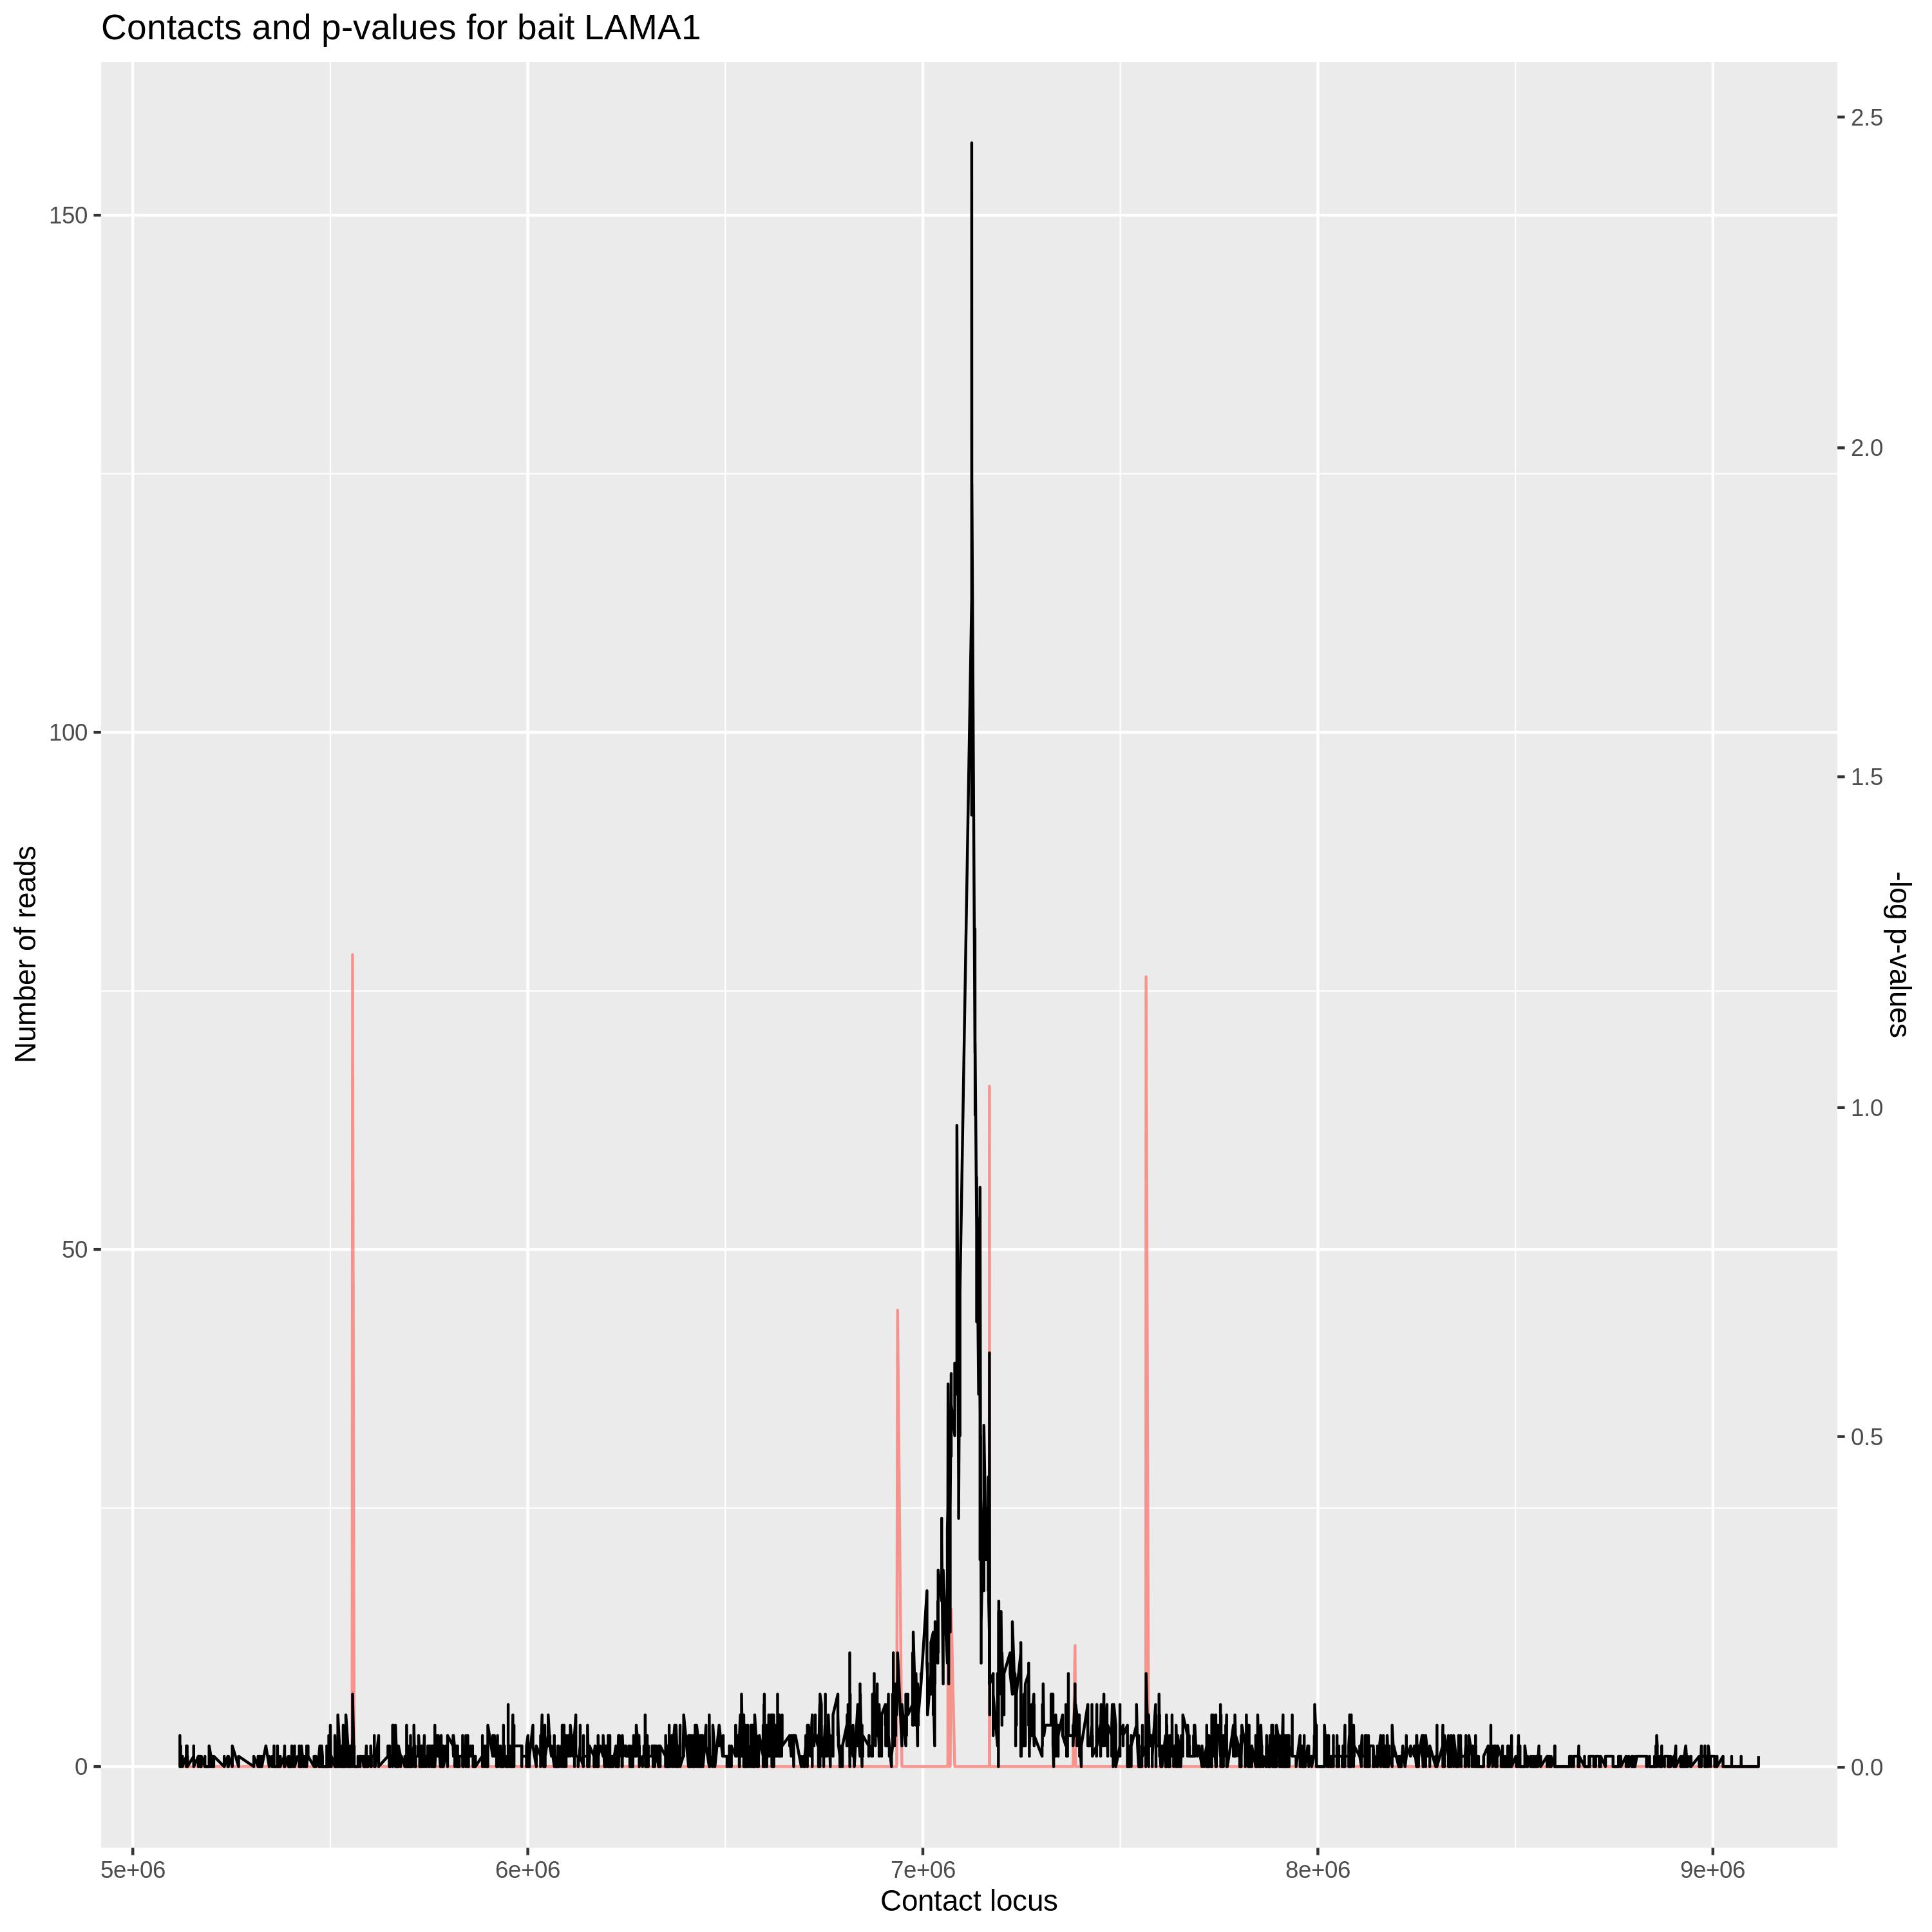 Contacts and p-values for bait LAMA1
150
100
50
0
Number of reads
2.5
2.0
1.5
1.0
0.5
0.0
-log p-values
5e+06
6e+06
7e+06
8e+06
9e+06
Contact locus